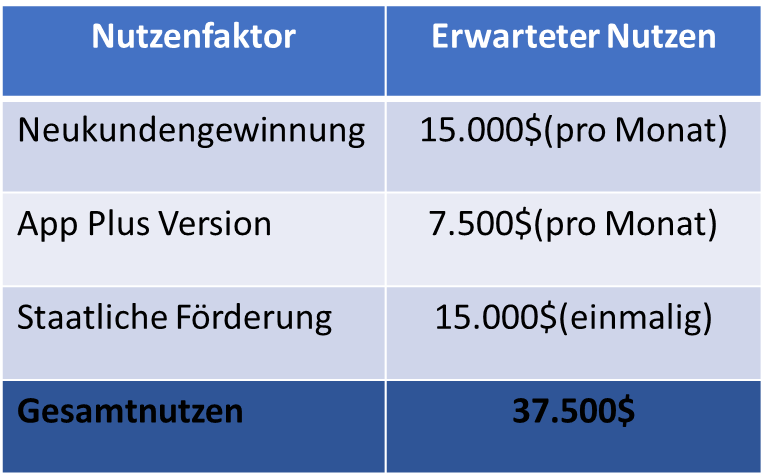 Nutzenfaktor Erwarteter Nutzen
Neukundengewinnung 15.000$(pro Monat)
App Plus Version 7.500$(pro Monat)
Staatliche Förderung 15.000$(einmalig)
Gesamtnutzen 37.500$